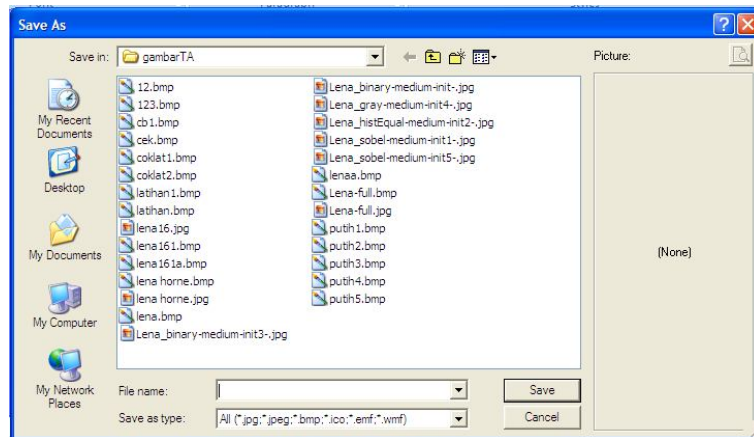 Save As
Save in: gambarTA
Picture:
My Recent
Documents
Desktop
My Documents
My Computer
My Network
Places
12.bmp
123.bmp
cb1.bmp
cek.bmp
coklat1.bmp
coklat2.bmp
latihan1.bmp
latihan.bmp
lena16.jpg
lena161.bmp
lena161a.bmp
lena horne.bmp
lena horne.jpg
lena.bmp
Lena_binary-medium-init3-.jpg
Lena_binary-medium-init-.jpg
Lena_gray-medium-init4-.jpg
Lena_histEqual-medium-init2-.jpg
Lena_sobel-medium-init1-.jpg
Lena_sobel-medium-init5-.jpg
lenaa.bmp
Lena-full.bmp
Lena-full.jpg
putih1.bmp
putih2.bmp
putih3.bmp
putih4.bmp
putih5.bmp
(None)
File name:
Save
Save as type: All (*.jpg;*.jpeg;*.bmp;*.ico;*.emf;*.wmf)
Cancel